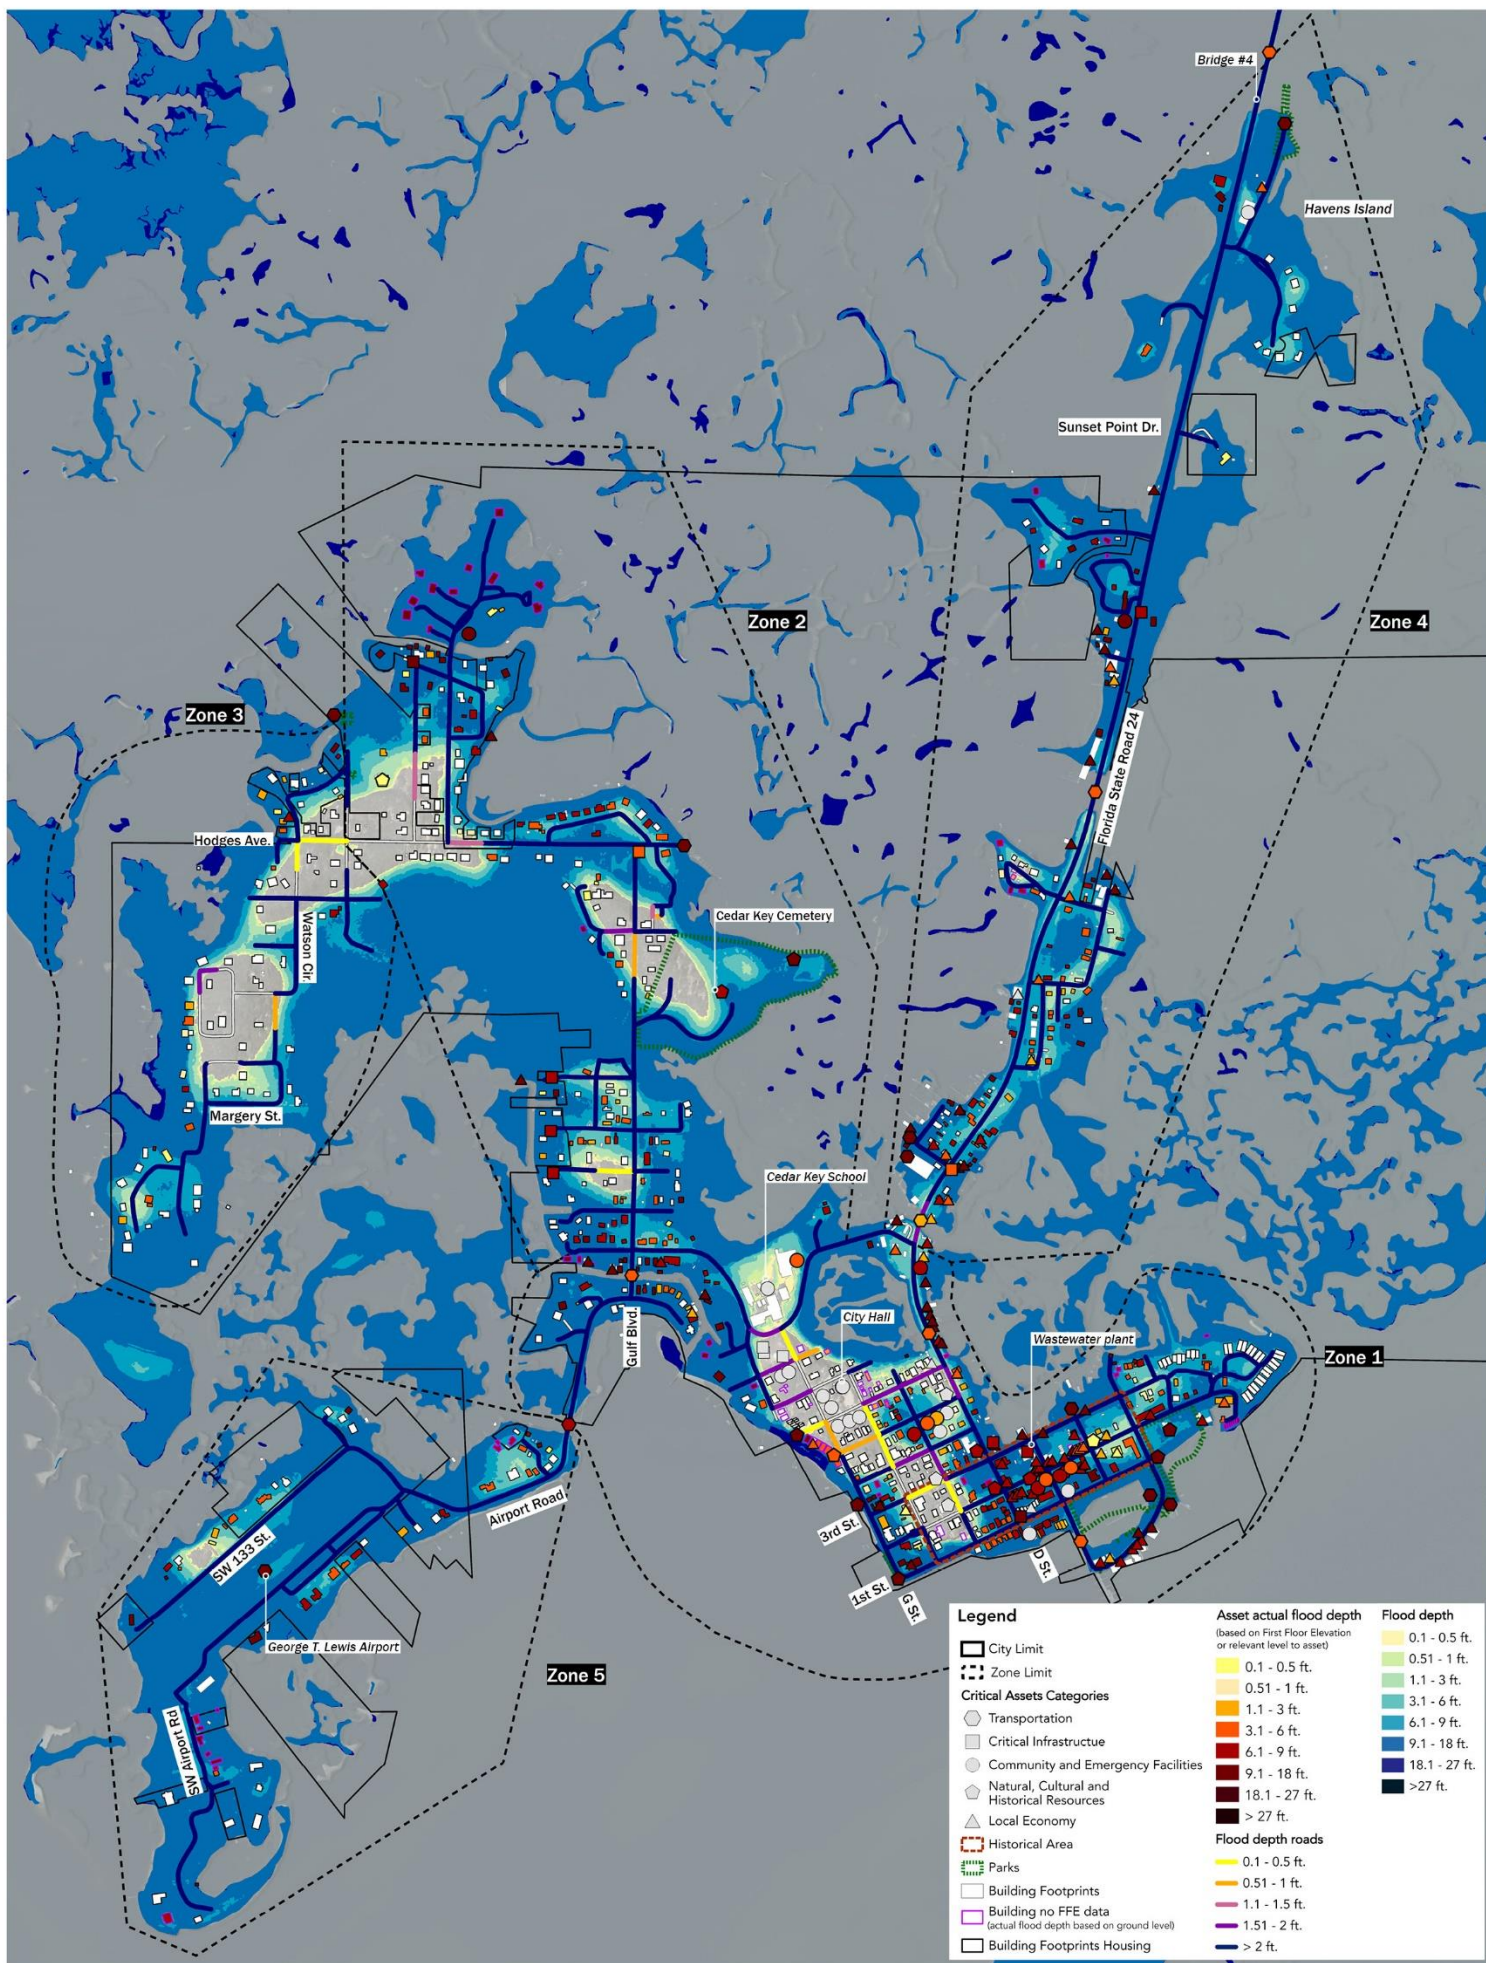 Bridge #4
Havens Island
Sunset Point Dr.
Zone 2
Zone 4
Zone 3
Florida State Road 24
Hodges Ave.
Cedar Key Cemetery
Watson Cir.
Margery St.
Cedar Key School
City Hall
Wastewater plant
Gulf Blvd.
Zone 1
Airport Road
3rd St.
SW 133 St.
D St.
1st St.
G St.
George T. Lewis Airport
Zone 5
SW Airport Rd
Legend
City Limit
Zone Limit
Critical Assets Categories
Transportation
Critical Infrastructue
Community and Emergency Facilities
Natural, Cultural and
Historical Resources
Local Economy
Historical Area
Parks
Building Footprints
Building no FFE data
(actual flood depth based on ground level)
Building Footprints Housing
Asset actual flood depth
(based on First Floor Elevation
or relevant level to asset)
0.1 - 0.5 ft.
0.51 - 1 ft.
1.1 - 3 ft.
3.1 - 6 ft.
6.1 - 9 ft.
9.1 - 18 ft.
18.1 - 27 ft.
> 27 ft.
Flood depth roads
0.1 - 0.5 ft.
0.51 - 1 ft.
1.1 - 1.5 ft.
1.51 - 2 ft.
> 2 ft.
Flood depth
0.1 - 0.5 ft.
0.51 - 1 ft.
1.1 - 3 ft.
3.1 - 6 ft.
6.1 - 9 ft.
9.1 - 18 ft.
18.1 - 27 ft.
>27 ft.